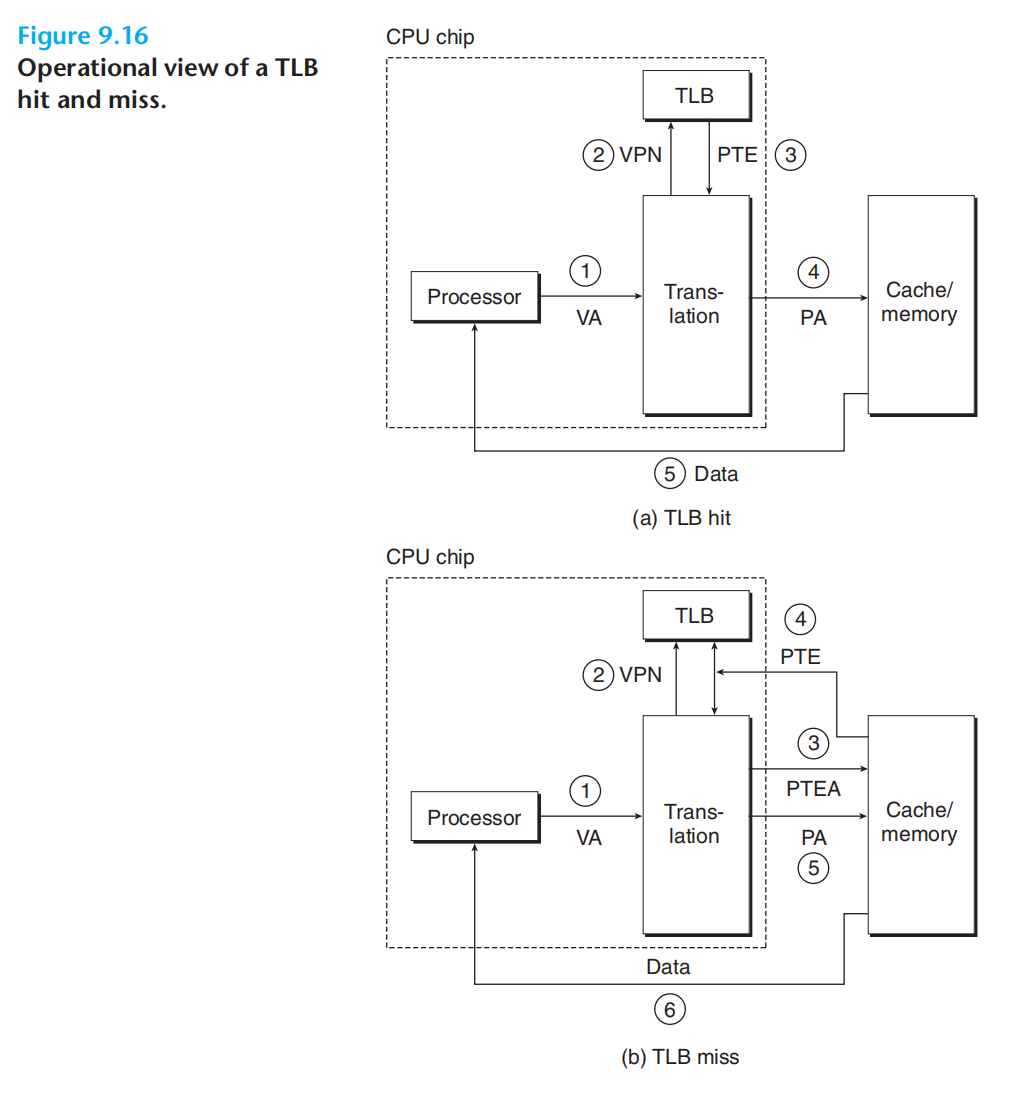 Figure 9.16
Operational view of a TLB
hit and miss.
CPU chip
TLB
2 VPN
PTE 3
1
4
Processor
Trans-
lation
Cache/
memory
VA
PA
5 Data
(a) TLB hit
CPU chip
TLB
4
PTE
2 VPN
3
PTEA
1
Processor
Trans-
lation
Cache/
memory
VA
PA
5
Data
6
(b) TLB miss